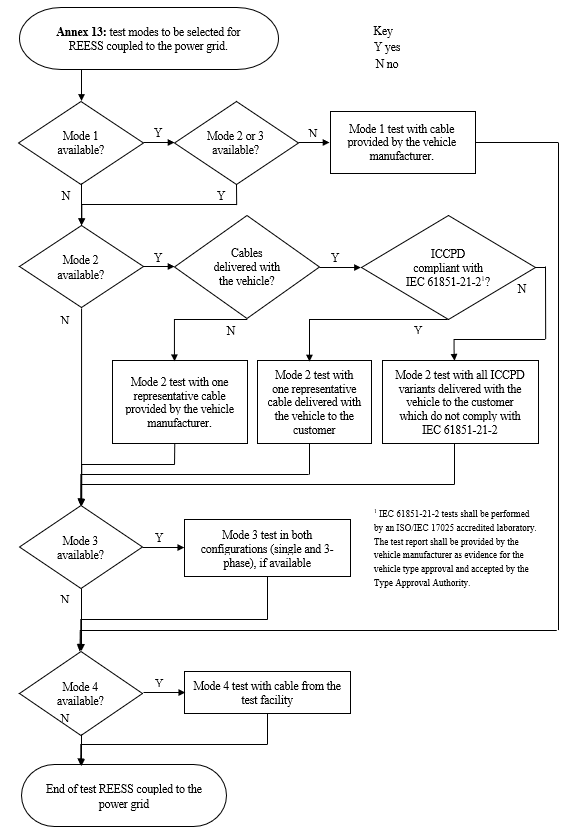 Annex 13: test modes to be selected for
REESS coupled to the power grid.
Key
Y yes
N no
Mode 1
available?
Y
Mode 2 or 3
available?
N
Mode 1 test with cable
provided by the vehicle
manufacturer.
N
Y
Mode 2
available?
Y
Cables
delivered with
the vehicle?
Y
ICCPD
compliant with
IEC 61851-21-2¹?
N
N
N
Y
Mode 2 test with one
representative cable
provided by the vehicle
manufacturer.
Mode 2 test with
one representative
cable delivered with
the vehicle to the
customer
Mode 2 test with all ICCPD
variants delivered with the
vehicle to the customer
which do not comply with
IEC 61851-21-2
¹ IEC 61851-21-2 tests shall be performed
by an ISO/IEC 17025 accredited laboratory.
The test report shall be provided by the
vehicle manufacturer as evidence for the
vehicle type approval and accepted by the
Type Approval Authority.
Mode 3
available?
Y
Mode 3 test in both
configurations (single and 3-
phase), if available
N
Mode 4
available?
N
Y
Mode 4 test with cable from the
test facility
End of test REESS coupled to the
power grid